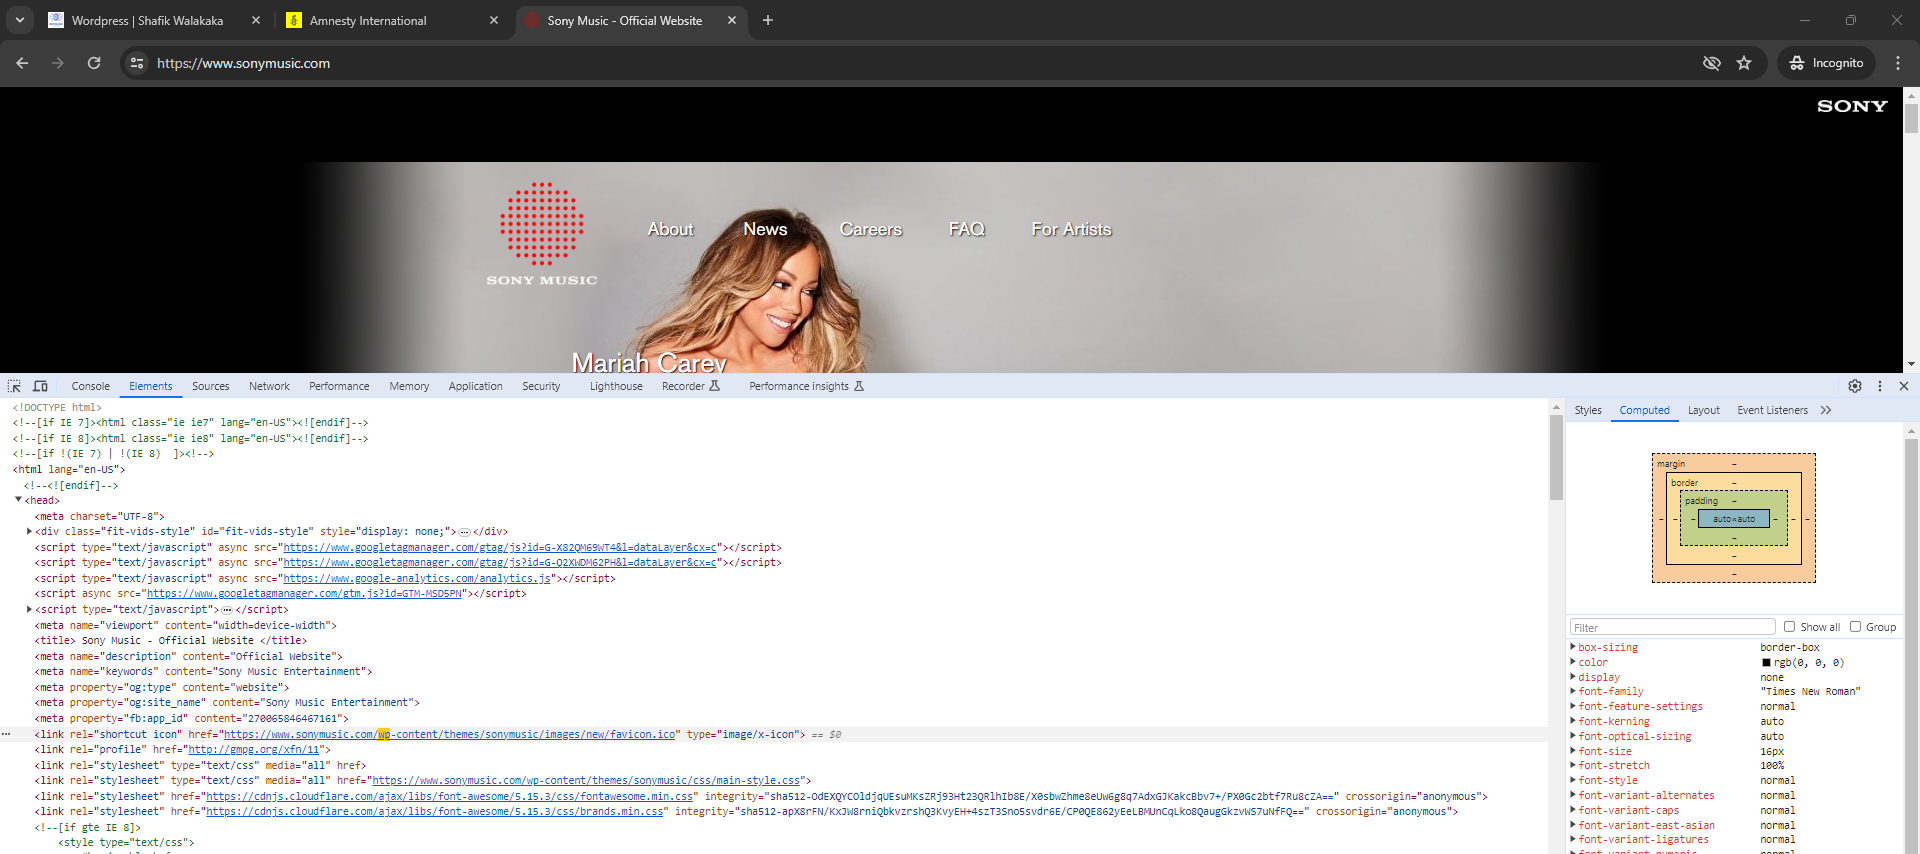 Wordpress | Shafik Walakaka
Amnesty International
Sony Music - Official Website
https://www.sonymusic.com
Incognito
SONY
SONY MUSIC
About News Careers FAQ For Artists
Mariah Carey
Console Elements Sources Network Performance Memory Application Security Lighthouse Recorder Performance insights
<!DOCTYPE html>
<!--[if IE 7]><html class="ie ie7" lang="en-US"><![endif]-->
<!--[if IE 8]><html class="ie ie8" lang="en-US"><![endif]-->
<!--[if !(IE 7) | !(IE 8)  ]><!-->
<html lang="en-US">
<!--<![endif]-->
<head>
<meta charset="UTF-8">
<div class="fit-vids-style" id="fit-vids-style" style="display: none;">…</div>
<script type="text/javascript" async src="https://www.googletagmanager.com/gtag/js?id=G-X82QM69WT4&l=dataLayer&cx=c"></script>
<script type="text/javascript" async src="https://www.googletagmanager.com/gtag/js?id=G-Q2XWDM62PH&l=dataLayer&cx=c"></script>
<script type="text/javascript" async src="https://www.google-analytics.com/analytics.js"></script>
<script async src="https://www.googletagmanager.com/gtm.js?id=GTM-MSD5PN"></script>
<script type="text/javascript">…</script>
<meta name="viewport" content="width=device-width">
<title> Sony Music - Official Website </title>
<meta name="description" content="Official Website">
<meta name="keywords" content="Sony Music Entertainment">
<meta property="og:type" content="website">
<meta property="og:site_name" content="Sony Music Entertainment">
<meta property="fb:app_id" content="270065846467161">
<link rel="shortcut icon" href="https://www.sonymusic.com/wp-content/themes/sonymusic/images/new/favicon.ico" type="image/x-icon"> == $0
<link rel="profile" href="http://gmpg.org/xfn/11">
<link rel="stylesheet" type="text/css" media="all" href>
<link rel="stylesheet" type="text/css" media="all" href="https://www.sonymusic.com/wp-content/themes/sonymusic/css/main-style.css">
<link rel="stylesheet" href="https://cdnjs.cloudflare.com/ajax/libs/font-awesome/5.15.3/css/fontawesome.min.css" integrity="sha512-OdEXQYCOldjqUEsuMKsZRj93Ht23QRlhIb8E/X0sbwZhme8eUw6g8q7AdxGJKakcBbv7+/PX0Gc2btf7Ru8cZA==" crossorigin="anonymous">
<link rel="stylesheet" href="https://cdnjs.cloudflare.com/ajax/libs/font-awesome/5.15.3/css/brands.min.css" integrity="sha512-apX8rFN/KxJW8rniQbkvzrshQ3KvyEH+4szT3Sno5svdr6E/CP0QE862yEeLBMUnCqLko8QaugGkzvWS7uNfFQ==" crossorigin="anonymous">
<!--[if gte IE 8]>
<style type="text/css">
Styles Computed Layout Event Listeners
margin –
border –
padding –
– – – auto×auto – – –
–
–
–
Filter Show all Group
box-sizing border-box
color rgb(0, 0, 0)
display none
font-family "Times New Roman"
font-feature-settings normal
font-kerning auto
font-optical-sizing auto
font-size 16px
font-stretch 100%
font-style normal
font-variant-alternates normal
font-variant-caps normal
font-variant-east-asian normal
font-variant-ligatures normal
font-variant-numeric normal